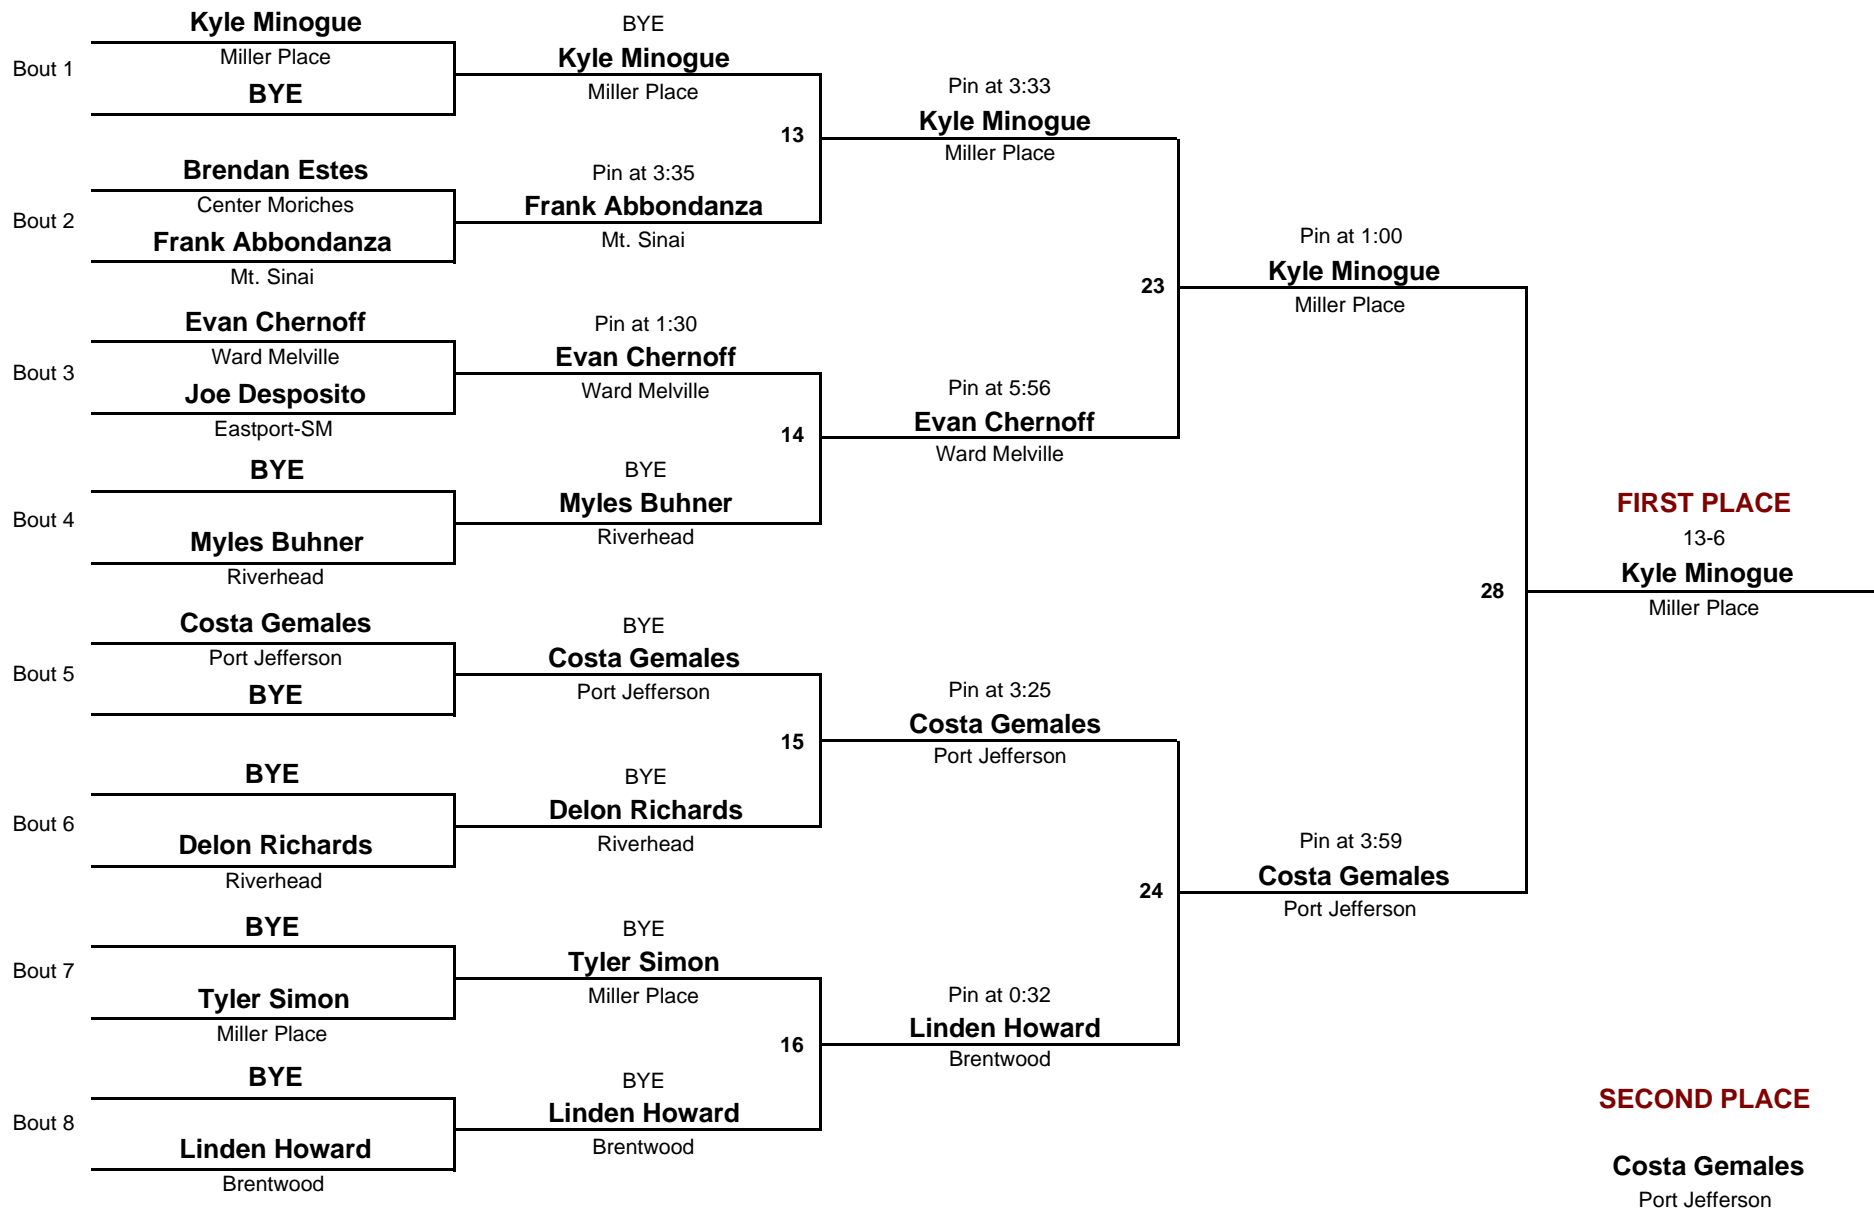 Kyle Minogue
Bout 1
Miller Place
BYE
Brendan Estes
Bout 2
Center Moriches
Frank Abbondanza
Mt. Sinai
Evan Chernoff
Bout 3
Ward Melville
Joe Desposito
Eastport-SM
BYE
Bout 4
Myles Buhner
Riverhead
Costa Gemales
Bout 5
Port Jefferson
BYE
BYE
Bout 6
Delon Richards
Riverhead
BYE
Bout 7
Tyler Simon
Miller Place
BYE
Bout 8
Linden Howard
Brentwood
BYE
Kyle Minogue
Miller Place
13
Pin at 3:35
Frank Abbondanza
Mt. Sinai
Pin at 1:30
Evan Chernoff
Ward Melville
14
BYE
Myles Buhner
Riverhead
BYE
Costa Gemales
Port Jefferson
15
BYE
Delon Richards
Riverhead
BYE
Tyler Simon
Miller Place
16
BYE
Linden Howard
Brentwood
Pin at 3:33
Kyle Minogue
Miller Place
23
Pin at 5:56
Evan Chernoff
Ward Melville
Pin at 3:25
Costa Gemales
Port Jefferson
24
Pin at 0:32
Linden Howard
Brentwood
Pin at 1:00
Kyle Minogue
Miller Place
28
Pin at 3:59
Costa Gemales
Port Jefferson
FIRST PLACE
13-6
Kyle Minogue
Miller Place
SECOND PLACE
Costa Gemales
Port Jefferson